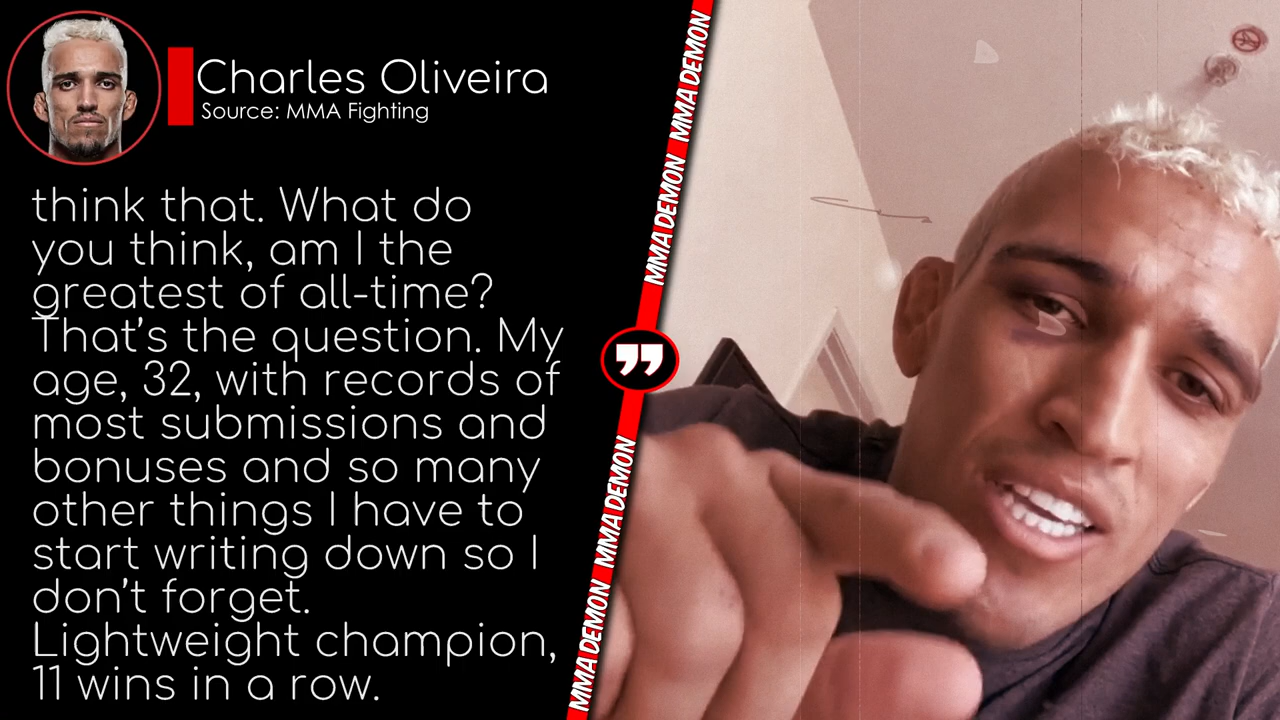 Charles Oliveira
Source: MMA Fighting
think that. What do
you think, am I the
greatest of all-time?
That's the question. My
age, 32, with records of
most submissions and
bonuses and so many
other things I have to
start writing down so I
don't forget.
Lightweight champion,
11 wins in a row.
MMA DEMON MMA DEMON
MMA DEMON MMA DEMON